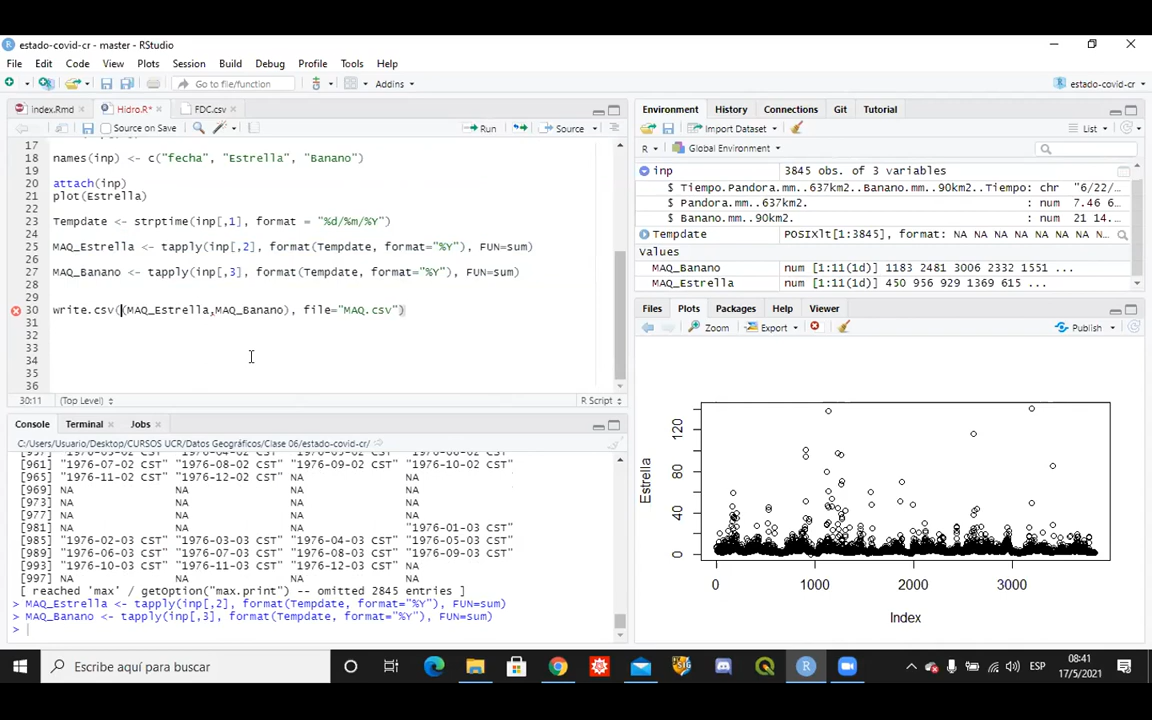 estado-covid-cr - master - RStudio
File Edit Code View Plots Session Build Debug Profile Tools Help
Go to file/function Addins estado-covid-cr
Index.Rmd Hidro.R* FDC.csv
Source on Save Run Source
17
18 names(inp) <- c("fecha", "Estrella", "Banano")
19
20 attach(inp)
21 plot(Estrella)
22
23 Tempdate <- strptime(inp[,1], format = "%d/%m/%Y")
24
25 MAQ_Estrella <- tapply(inp[,2], format(Tempdate, format="%Y"), FUN=sum)
26
27 MAQ_Banano <- tapply(inp[,3], format(Tempdate, format="%Y"), FUN=sum)
28
29
30 write.csv((MAQ_Estrella,MAQ_Banano), file="MAQ.csv")
31
32
33
34
35
36
30:11 (Top Level) R Script
Console Terminal Jobs
C:/Users/Usuario/Desktop/CURSOS UCR/Datos Geográficos/Clase 06/estado-covid-cr/
[961] "1976-07-02 CST" "1976-08-02 CST" "1976-09-02 CST" "1976-10-02 CST"
[965] "1976-11-02 CST" "1976-12-02 CST" NA NA
[969] NA NA NA NA
[973] NA NA NA NA
[977] NA NA NA NA
[981] NA NA NA "1976-01-03 CST"
[985] "1976-02-03 CST" "1976-03-03 CST" "1976-04-03 CST" "1976-05-03 CST"
[989] "1976-06-03 CST" "1976-07-03 CST" "1976-08-03 CST" "1976-09-03 CST"
[993] "1976-10-03 CST" "1976-11-03 CST" "1976-12-03 CST" NA
[997] NA NA NA NA
[ reached 'max' / getOption("max.print") -- omitted 2845 entries ]
> MAQ_Estrella <- tapply(inp[,2], format(Tempdate, format="%Y"), FUN=sum)
> MAQ_Banano <- tapply(inp[,3], format(Tempdate, format="%Y"), FUN=sum)
>
Environment History Connections Git Tutorial
Import Dataset List
R Global Environment
inp 3845 obs. of 3 variables
$ Tiempo.Pandora.mm..637km2..Banano.mm..90km2..Tiempo: chr "6/22/…
$ Pandora.mm..637km2. : num 7.46 6…
$ Banano.mm..90km2. : num 21 14.…
Tempdate POSIXlt[1:3845], format: NA NA NA NA NA NA N…
values
MAQ_Banano num [1:11(1d)] 1183 2481 3006 2332 1551 ...
MAQ_Estrella num [1:11(1d)] 450 956 929 1369 615 ...
Files Plots Packages Help Viewer
Zoom Export Publish
Estrella
120
80
40
0
0 1000 2000 3000
Index
Escribe aquí para buscar
ESP
08:41
17/5/2021